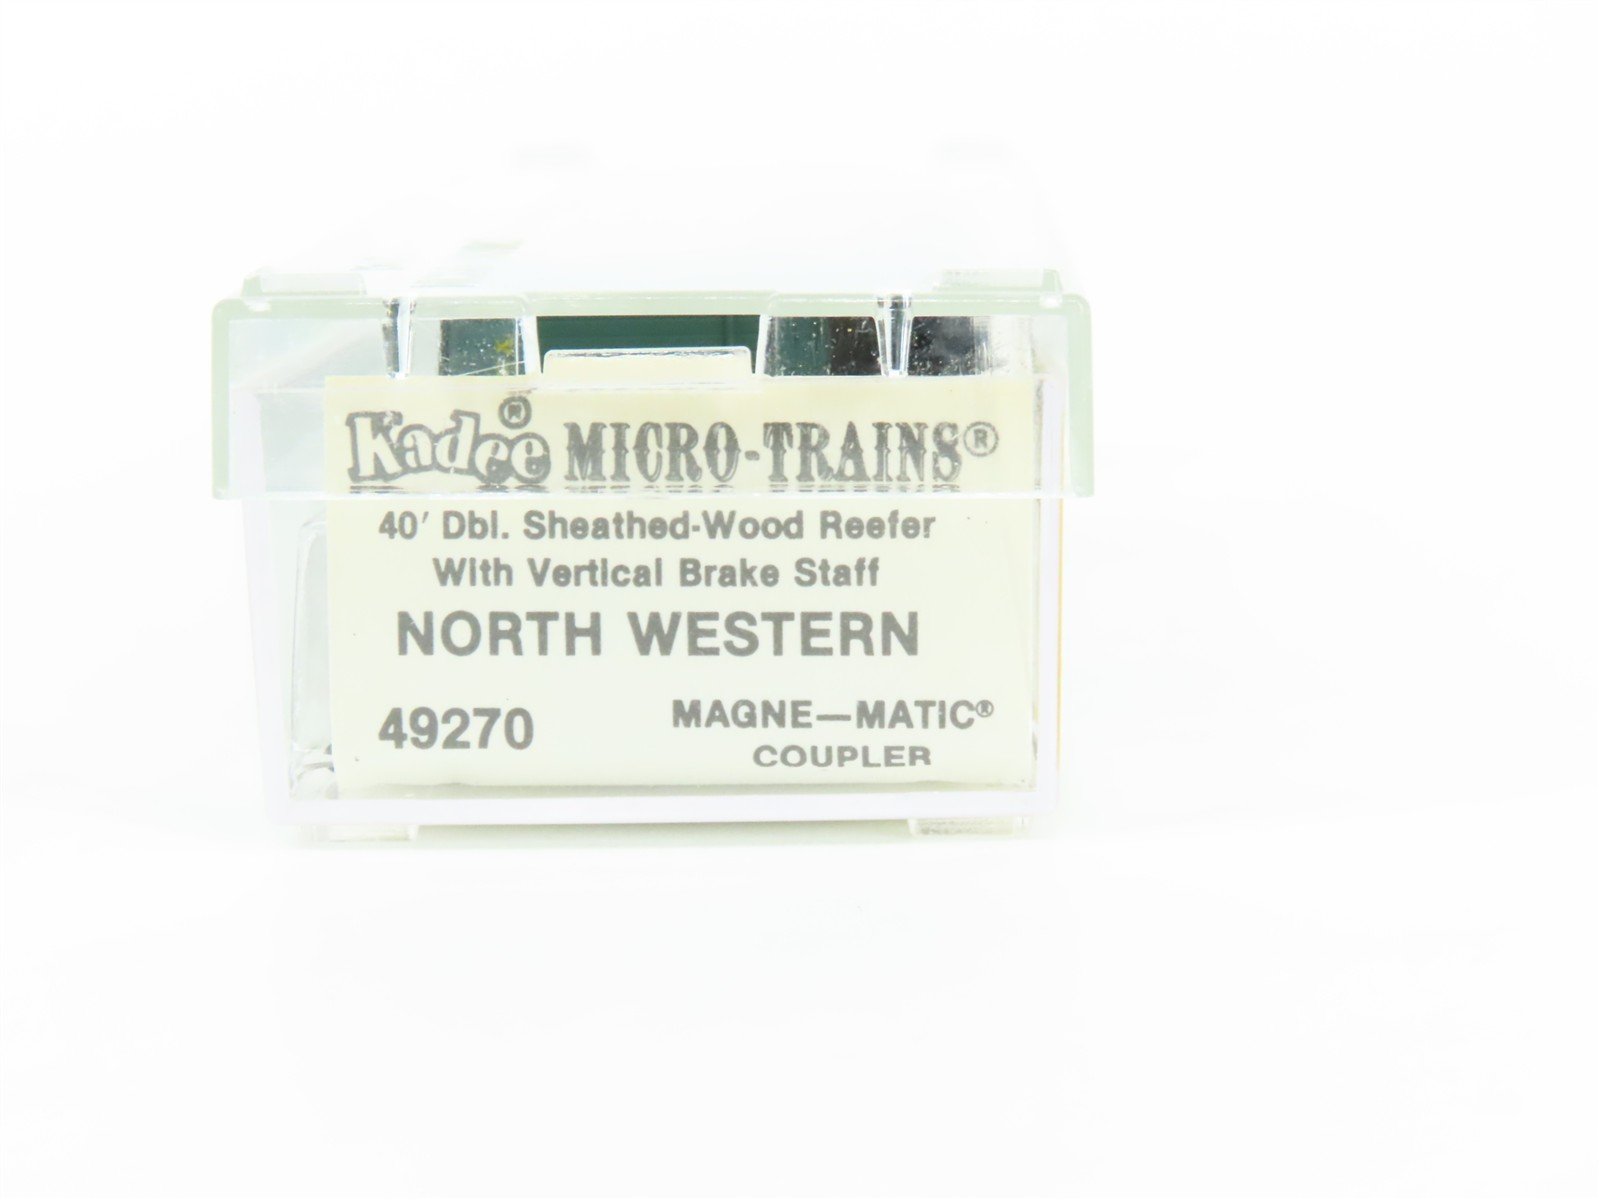 Kadee® MICRO-TRAINS®
40' Dbl. Sheathed-Wood Reefer
With Vertical Brake Staff
NORTH WESTERN
49270
MAGNE—MATIC®
COUPLER